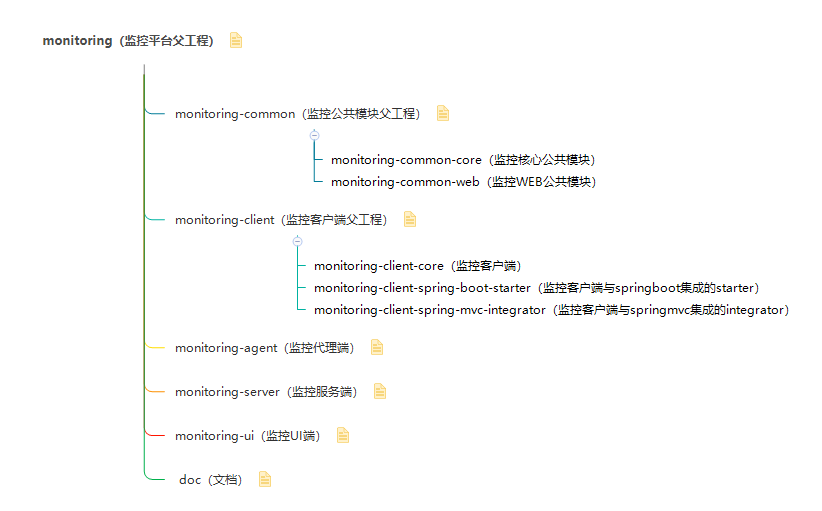 monitoring（监控平台父工程）
monitoring-common（监控公共模块父工程）
monitoring-common-core（监控核心公共模块）
monitoring-common-web（监控WEB公共模块）
monitoring-client（监控客户端父工程）
monitoring-client-core（监控客户端）
monitoring-client-spring-boot-starter（监控客户端与springboot集成的starter）
monitoring-client-spring-mvc-integrator（监控客户端与springmvc集成的integrator）
monitoring-agent（监控代理端）
monitoring-server（监控服务端）
monitoring-ui（监控UI端）
doc（文档）